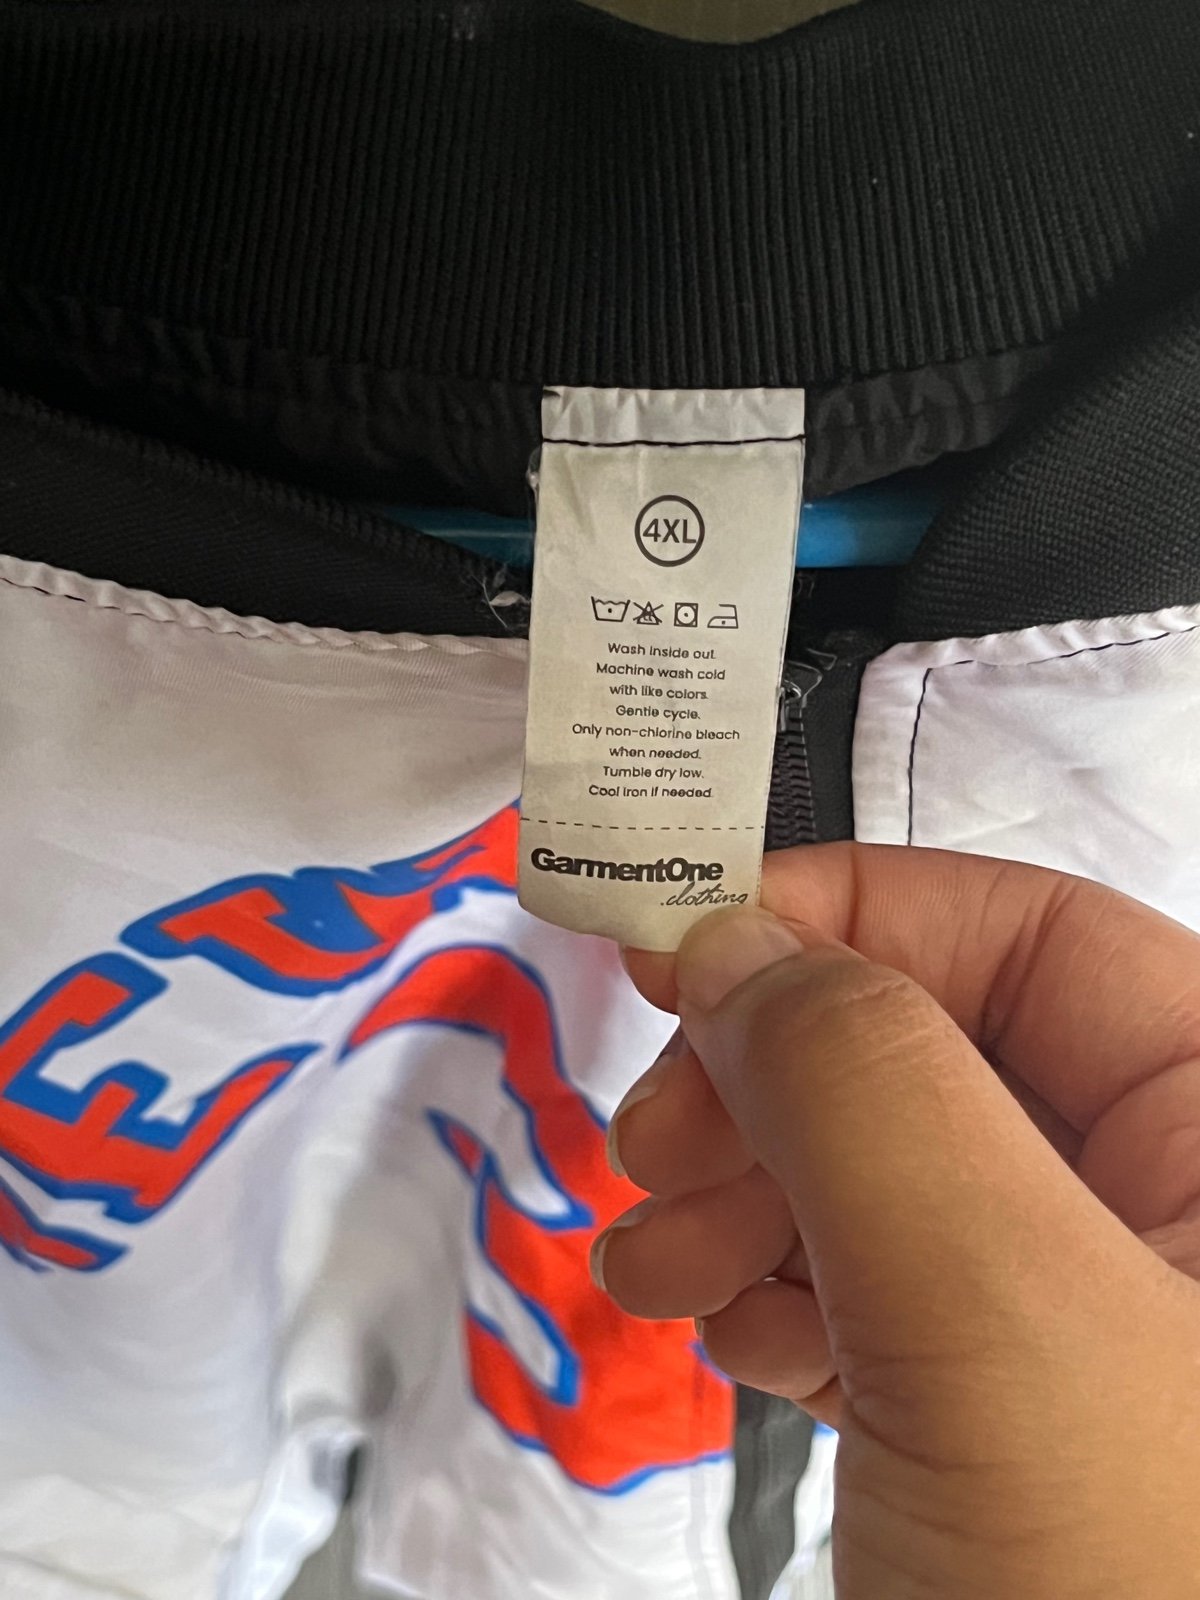 4XL
Wash inside out.
Machine wash cold
with like colors.
Gentle cycle.
Only non-chlorine bleach
when needed.
Tumble dry low.
Cool iron if needed.
GarmentOne
.clothing